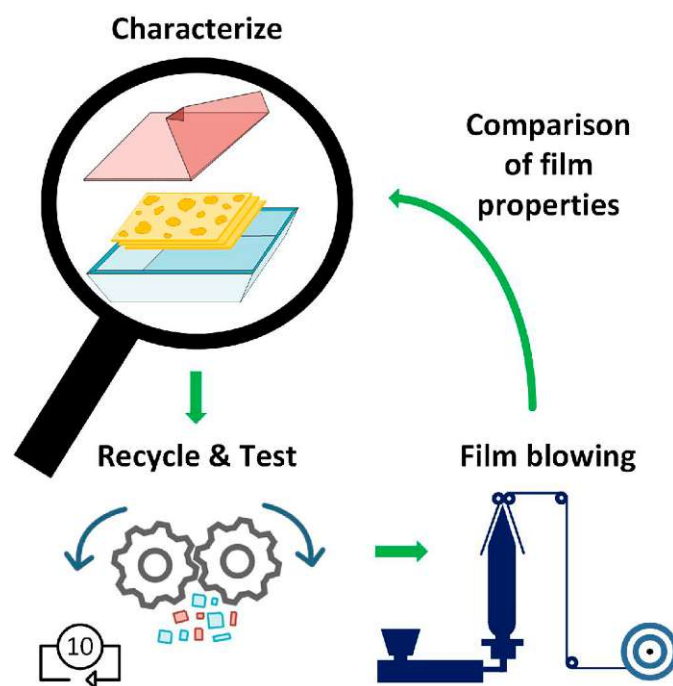 Characterize
Comparison
of film
properties
Recycle & Test
Film blowing
10